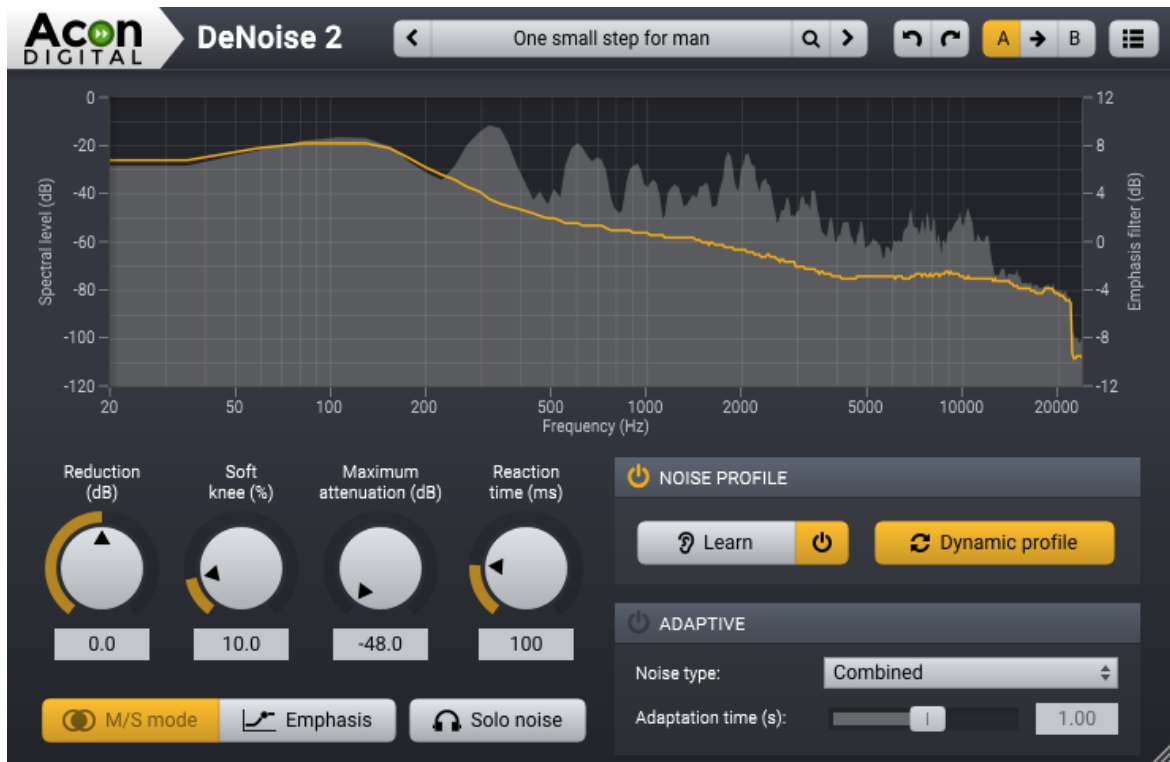 Acon
DIGITAL
DeNoise 2
One small step for man
A
B
0
-20
-40
-60
-80
-100
-120
Spectral level (dB)
12
8
4
0
-4
-8
-12
Emphasis filter (dB)
20 50 100 200 500 1000 2000 5000 10000 20000
Frequency (Hz)
Reduction
(dB)
0.0
Soft
knee (%)
10.0
Maximum
attenuation (dB)
-48.0
Reaction
time (ms)
100
M/S mode
Emphasis
Solo noise
NOISE PROFILE
Learn
Dynamic profile
ADAPTIVE
Noise type: Combined
Adaptation time (s): 1.00